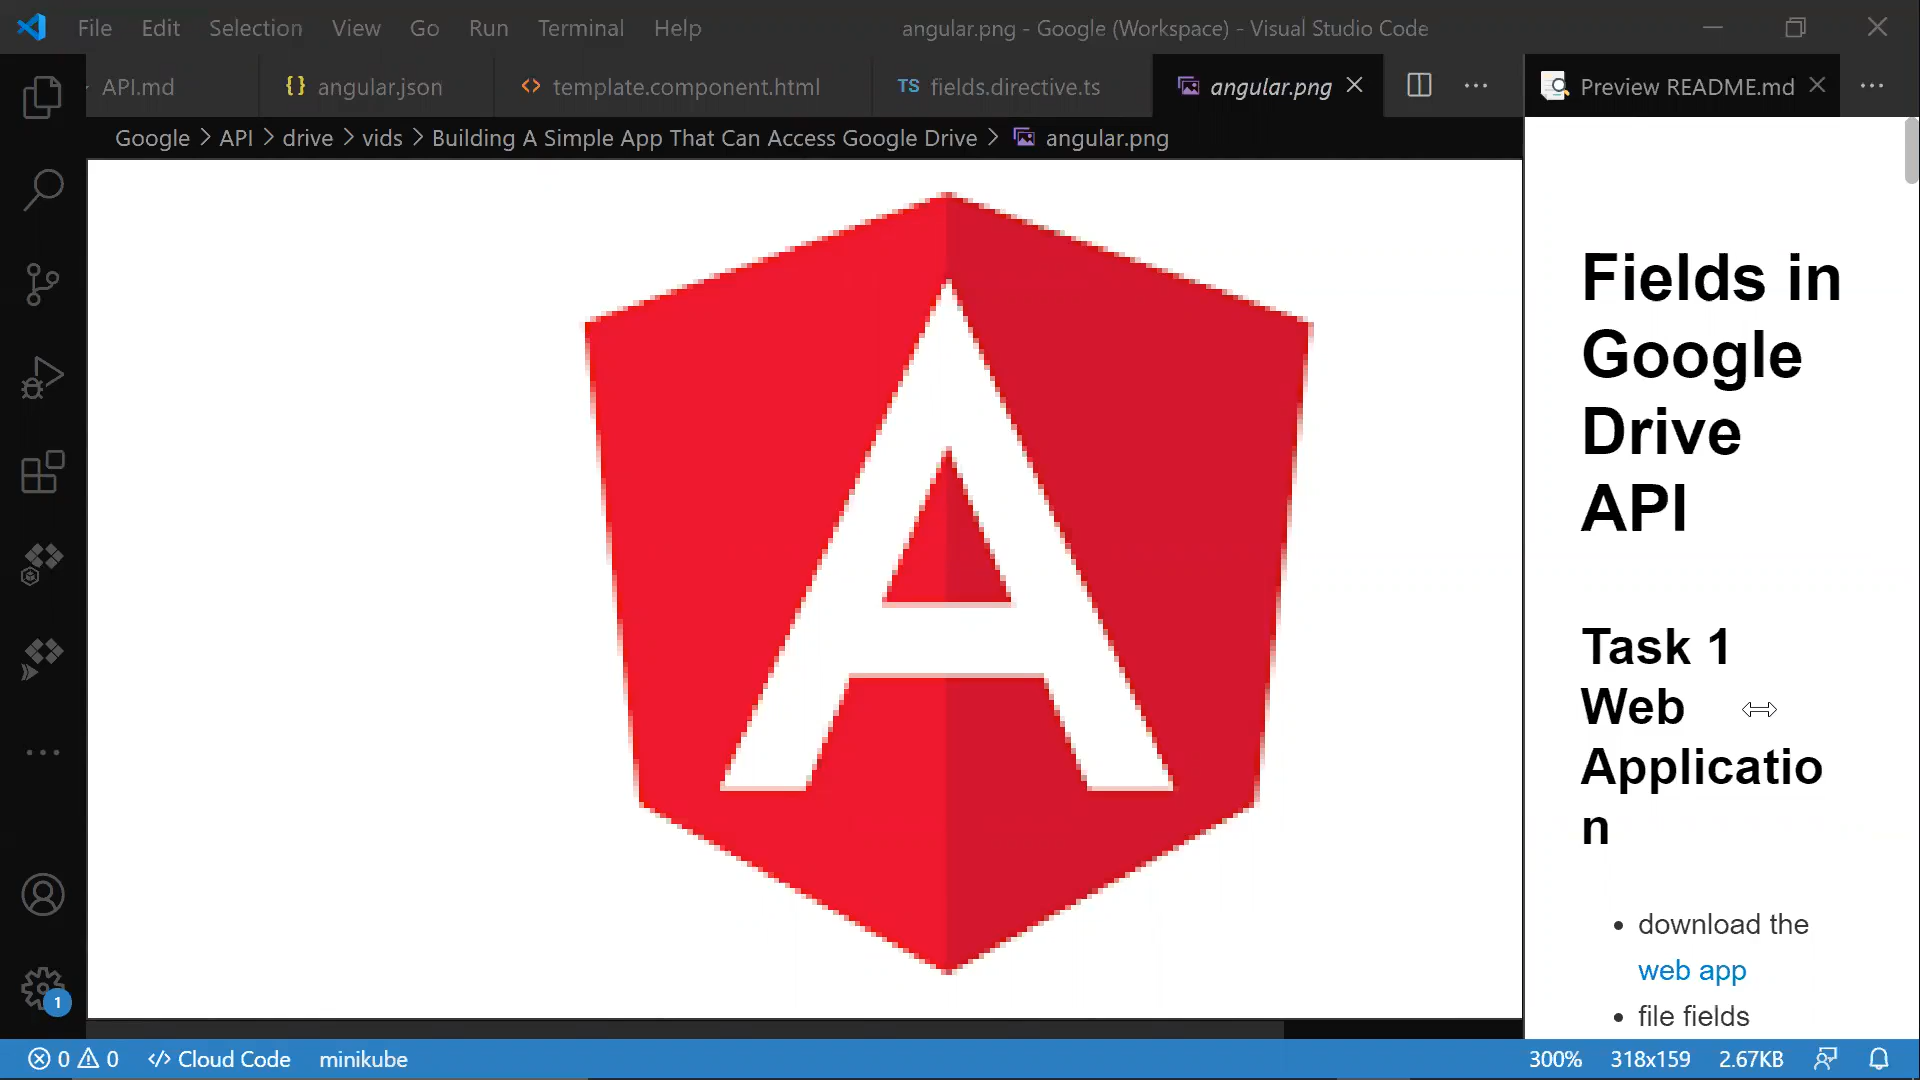 File Edit Selection View Go Run Terminal Help
angular.png - Google (Workspace) - Visual Studio Code
API.md
{} angular.json
<> template.component.html
TS fields.directive.ts
angular.png
Preview README.md
Google > API > drive > vids > Building A Simple App That Can Access Google Drive > angular.png
A
Fields in
Google
Drive
API
Task 1
Web
Applicatio
n
• download the
web app
• file fields
1
0 0 </> Cloud Code minikube
300% 318x159 2.67KB